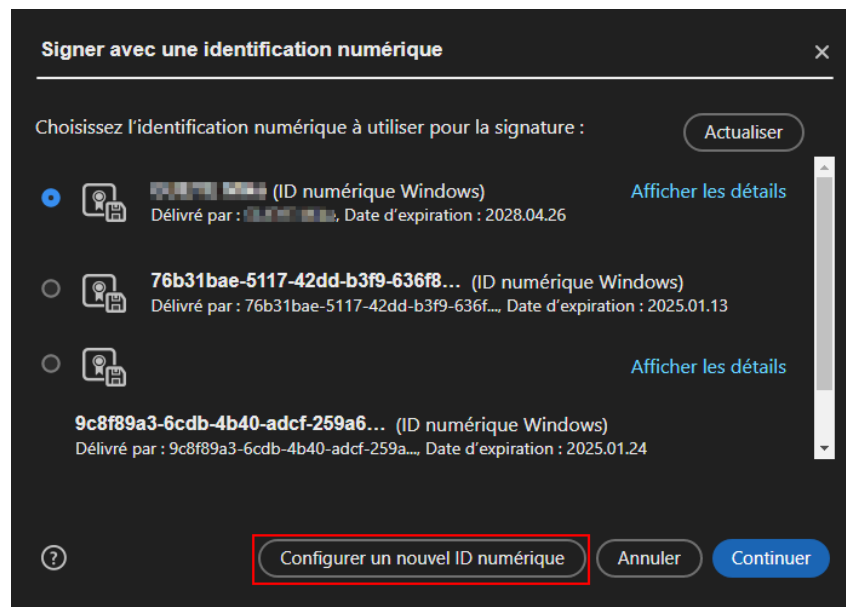 Signer avec une identification numérique
Choisissez l'identification numérique à utiliser pour la signature :
Actualiser
(ID numérique Windows)
Afficher les détails
Délivré par : , Date d'expiration : 2028.04.26
76b31bae-5117-42dd-b3f9-636f8... (ID numérique Windows)
Délivré par : 76b31bae-5117-42dd-b3f9-636f..., Date d'expiration : 2025.01.13
Afficher les détails
9c8f89a3-6cdb-4b40-adcf-259a6... (ID numérique Windows)
Délivré par : 9c8f89a3-6cdb-4b40-adcf-259a..., Date d'expiration : 2025.01.24
Configurer un nouvel ID numérique
Annuler
Continuer